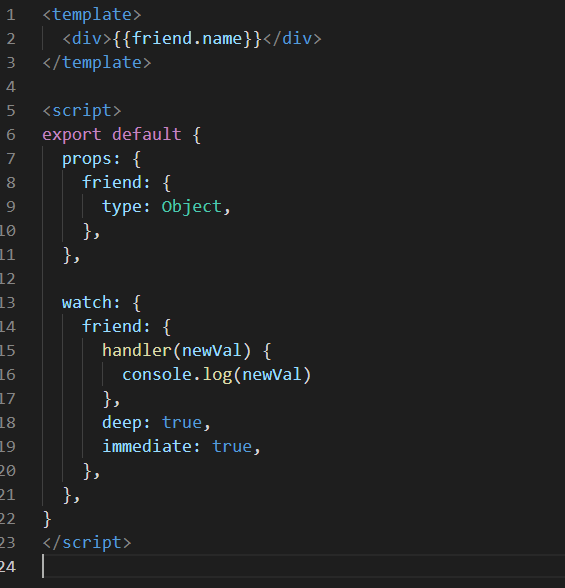 1 <template>
2   <div>{{friend.name}}</div>
3 </template>
4
5 <script>
6 export default {
7   props: {
8     friend: {
9       type: Object,
10     },
11   },
12
13   watch: {
14     friend: {
15       handler(newVal) {
16         console.log(newVal)
17       },
18       deep: true,
19       immediate: true,
20     },
21   },
22 }
23 </script>
24